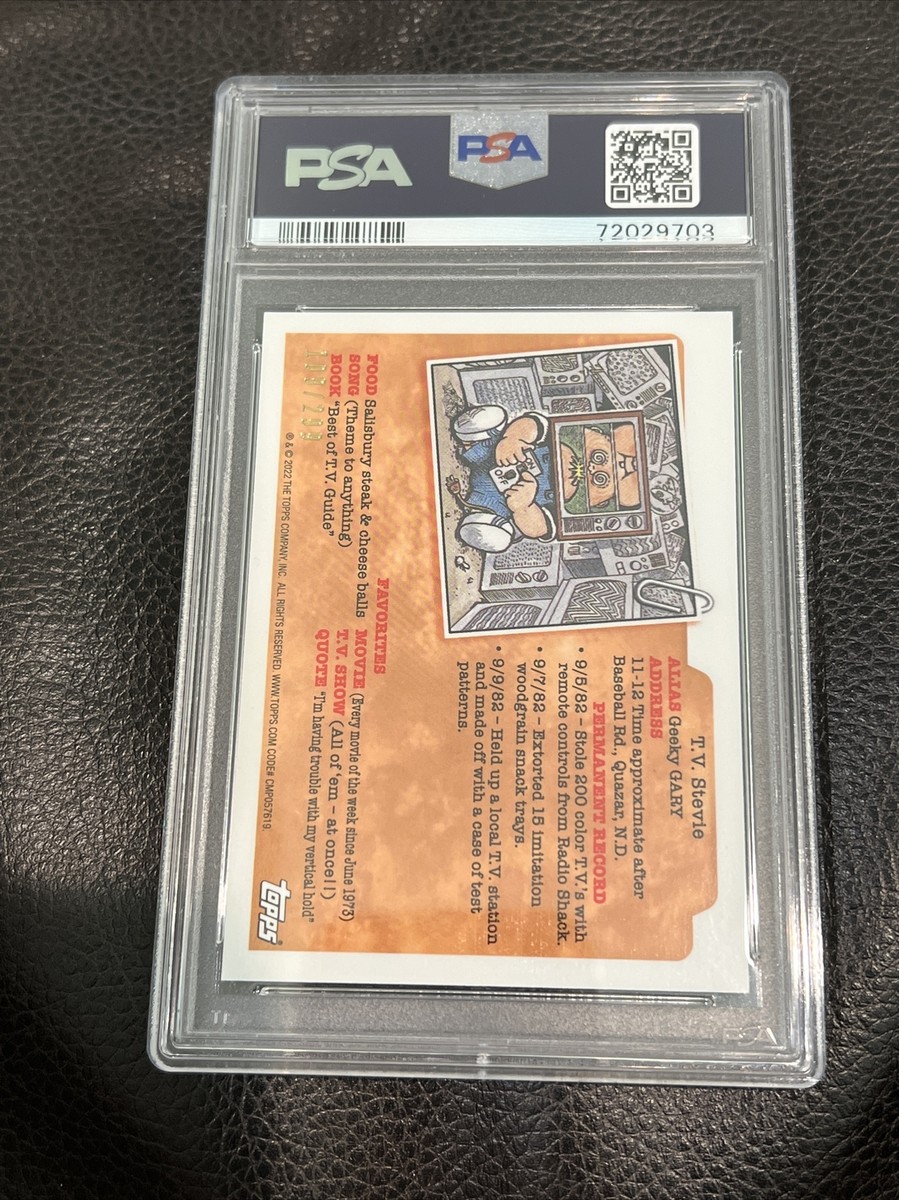 PSA
PSA
72029703
T.V. Stevie
ALIAS Geeky GARY
ADDRESS
11-12 Time approximate after
Baseball Rd., Quazar, N.D.
PERMANENT RECORD
• 9/5/82 – Stole 200 color T.V.'s with
remote controls from Radio Shack.
• 9/7/82 – Extorted 15 imitation
woodgrain snack trays.
• 9/9/82 – Held up a local T.V. station
and made off with a case of test
patterns.
FAVORITES
FOOD Salisbury steak & cheese balls
SONG (Theme to anything)
BOOK "Best of T.V. Guide"
MOVIE (Every movie of the week since June 1973)
T.V. SHOW (All of 'em – at once!!)
QUOTE "I'm having trouble with my vertical hold"
® & © 2022 THE TOPPS COMPANY, INC. ALL RIGHTS RESERVED. WWW.TOPPS.COM CODE# CMP057619.
topps